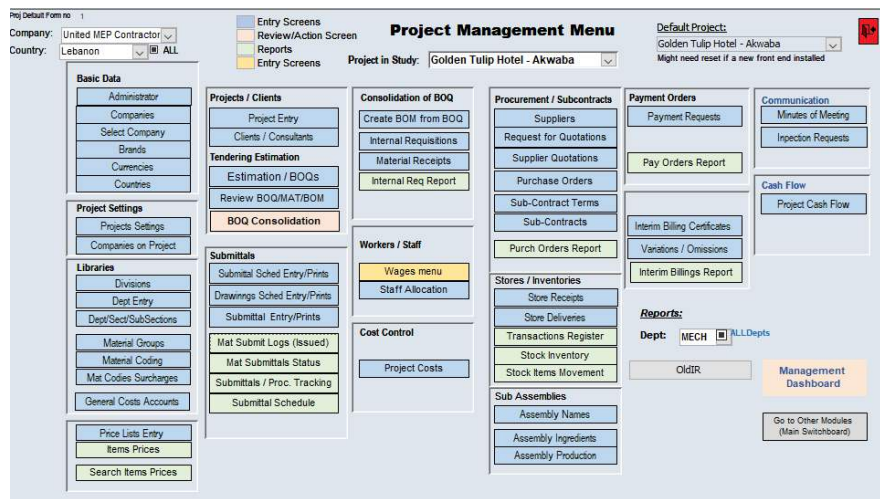 Proj Default Form no 1
Company: United MEP Contractor
Country: Lebanon ALL
Entry Screens
Review/Action Screen
Reports
Entry Screens
Project Management Menu
Project in Study: Golden Tulip Hotel - Akwaba
Default Project:
Golden Tulip Hotel - Akwaba
Might need reset if a new front end installed
Basic Data
Administrator
Companies
Select Company
Brands
Currencies
Countries
Project Settings
Projects Settings
Companies on Project
Libraries
Divisions
Dept Entry
Dept/Sect/SubSections
Material Groups
Material Coding
Mat Codies Surcharges
General Costs Accounts
Price Lists Entry
Items Prices
Search Items Prices
Projects / Clients
Project Entry
Clients / Consultants
Tendering Estimation
Estimation / BOQs
Review BOQ/MAT/BOM
BOQ Consolidation
Submittals
Submittal Sched Entry/Prints
Drawinngs Sched Entry/Prints
Submittal Entry/Prints
Mat Submit Logs (Issued)
Mat Submittals Status
Submittals / Proc. Tracking
Submittal Schedule
Consolidation of BOQ
Create BOM from BOQ
Internal Requisitions
Material Receipts
Internal Req Report
Workers / Staff
Wages menu
Staff Allocation
Cost Control
Project Costs
Procurement / Subcontracts
Suppliers
Request for Quotations
Supplier Quotations
Purchase Orders
Sub-Contract Terms
Sub-Contracts
Purch Orders Report
Stores / Inventories
Store Receipts
Store Deliveries
Transactions Register
Stock Inventory
Stock Items Movement
Sub Assemblies
Assembly Names
Assembly Ingredients
Assembly Production
Payment Orders
Payment Requests
Pay Orders Report
Interim Billing Certificates
Variations / Omissions
Interim Billings Report
Reports:
Dept: MECH ALLDepts
OldIR
Communication
Minutes of Meeting
Inpection Requests
Cash Flow
Project Cash Flow
Management
Dashboard
Go to Other Modules
(Main Switchboard)